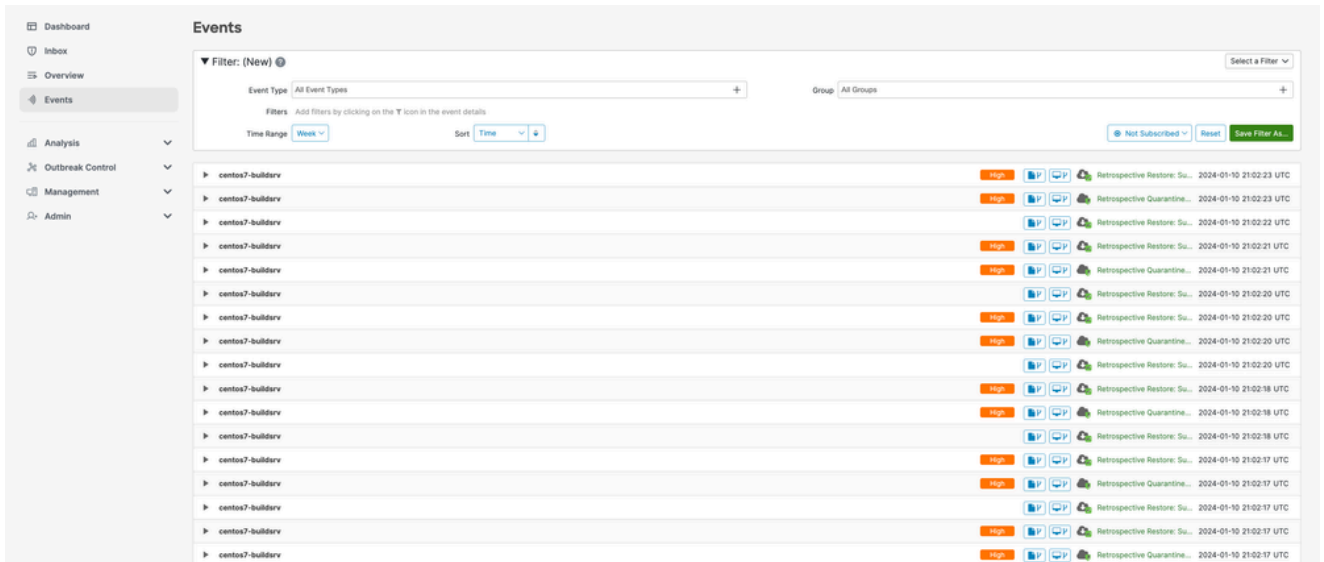 Dashboard
Inbox
Overview
Events
Analysis
Outbreak Control
Management
Admin
Events
Filter: (New)
Select a Filter
Event Type All Event Types
Group All Groups
Filters Add filters by clicking on the icon in the event details
Time Range Week Sort Time
Not Subscribed Reset Save Filter As...
centos7-buildsrv High Retrospective Restore: Su... 2024-01-10 21:02:23 UTC
centos7-buildsrv High Retrospective Quarantine... 2024-01-10 21:02:23 UTC
centos7-buildsrv Retrospective Restore: Su... 2024-01-10 21:02:22 UTC
centos7-buildsrv High Retrospective Restore: Su... 2024-01-10 21:02:21 UTC
centos7-buildsrv High Retrospective Quarantine... 2024-01-10 21:02:21 UTC
centos7-buildsrv Retrospective Restore: Su... 2024-01-10 21:02:20 UTC
centos7-buildsrv High Retrospective Restore: Su... 2024-01-10 21:02:20 UTC
centos7-buildsrv High Retrospective Quarantine... 2024-01-10 21:02:20 UTC
centos7-buildsrv Retrospective Restore: Su... 2024-01-10 21:02:20 UTC
centos7-buildsrv High Retrospective Restore: Su... 2024-01-10 21:02:18 UTC
centos7-buildsrv High Retrospective Quarantine... 2024-01-10 21:02:18 UTC
centos7-buildsrv Retrospective Restore: Su... 2024-01-10 21:02:18 UTC
centos7-buildsrv High Retrospective Restore: Su... 2024-01-10 21:02:17 UTC
centos7-buildsrv High Retrospective Quarantine... 2024-01-10 21:02:17 UTC
centos7-buildsrv Retrospective Restore: Su... 2024-01-10 21:02:17 UTC
centos7-buildsrv High Retrospective Restore: Su... 2024-01-10 21:02:17 UTC
centos7-buildsrv High Retrospective Quarantine... 2024-01-10 21:02:17 UTC